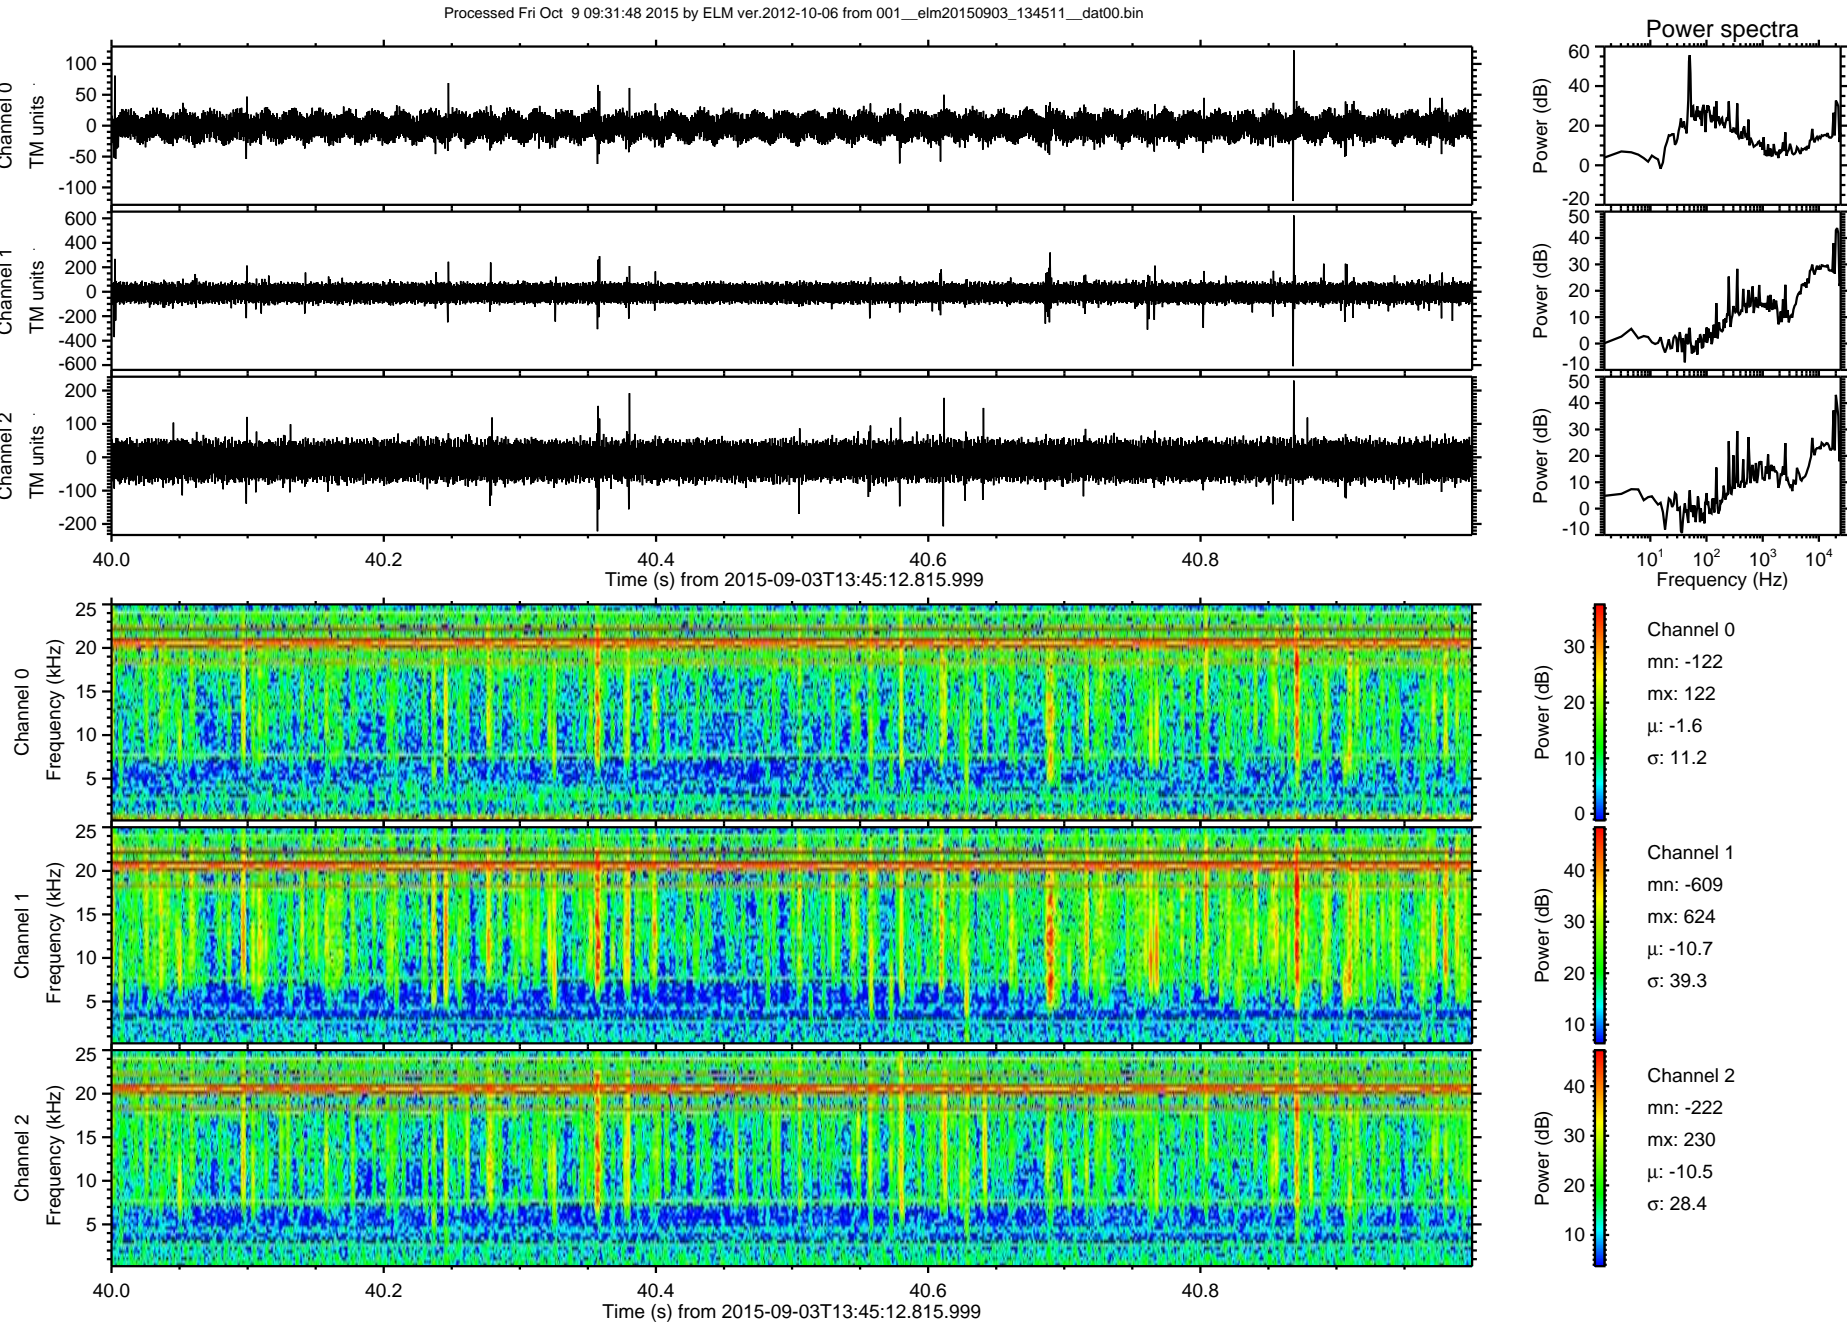 Processed Fri Oct  9 09:31:48 2015 by ELM ver.2012-10-06 from 001__elm20150903_134511__dat00.bin
Power spectra
Channel 0
TM units
100
50
0
-50
-100
Power (dB)
60
40
20
0
-20
Channel 1
TM units
600
400
200
0
-200
-400
-600
Power (dB)
50
40
30
20
10
0
-10
Channel 2
TM units
200
100
0
-100
-200
Power (dB)
50
40
30
20
10
0
-10
40.0 40.2 40.4 40.6 40.8
Time (s) from 2015-09-03T13:45:12.815.999
10¹ 10² 10³ 10⁴
Frequency (Hz)
Channel 0
Frequency (kHz)
25
20
15
10
5
Power (dB)
30
20
10
0
Channel 0
mn: -122
mx: 122
μ: -1.6
σ: 11.2
Channel 1
Frequency (kHz)
25
20
15
10
5
Power (dB)
40
30
20
10
Channel 1
mn: -609
mx: 624
μ: -10.7
σ: 39.3
Channel 2
Frequency (kHz)
25
20
15
10
5
Power (dB)
40
30
20
10
Channel 2
mn: -222
mx: 230
μ: -10.5
σ: 28.4
40.0 40.2 40.4 40.6 40.8
Time (s) from 2015-09-03T13:45:12.815.999